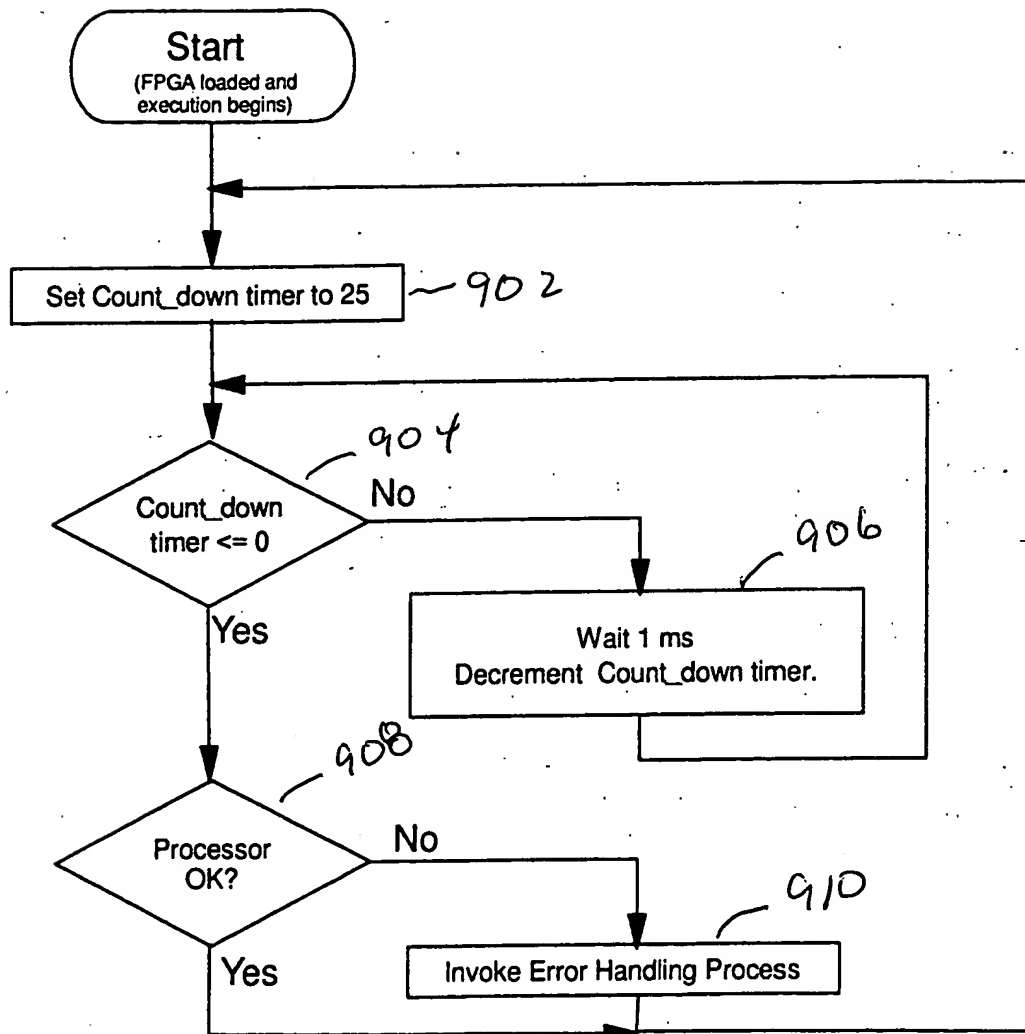 Start
(FPGA loaded and
execution begins)
Set Count_down timer to 25
902
904
Count_down
timer <= 0
No
906
Wait 1 ms
Decrement Count_down timer.
Yes
908
Processor
OK?
No
910
Invoke Error Handling Process
Yes